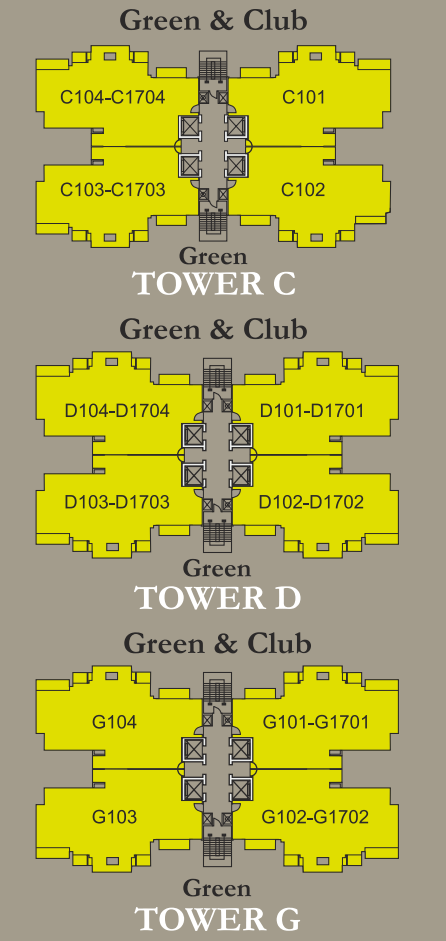 Green & Club
C104-C1704 C101
C103-C1703 C102
Green
TOWER C
Green & Club
D104-D1704 D101-D1701
D103-D1703 D102-D1702
Green
TOWER D
Green & Club
G104 G101-G1701
G103 G102-G1702
Green
TOWER G